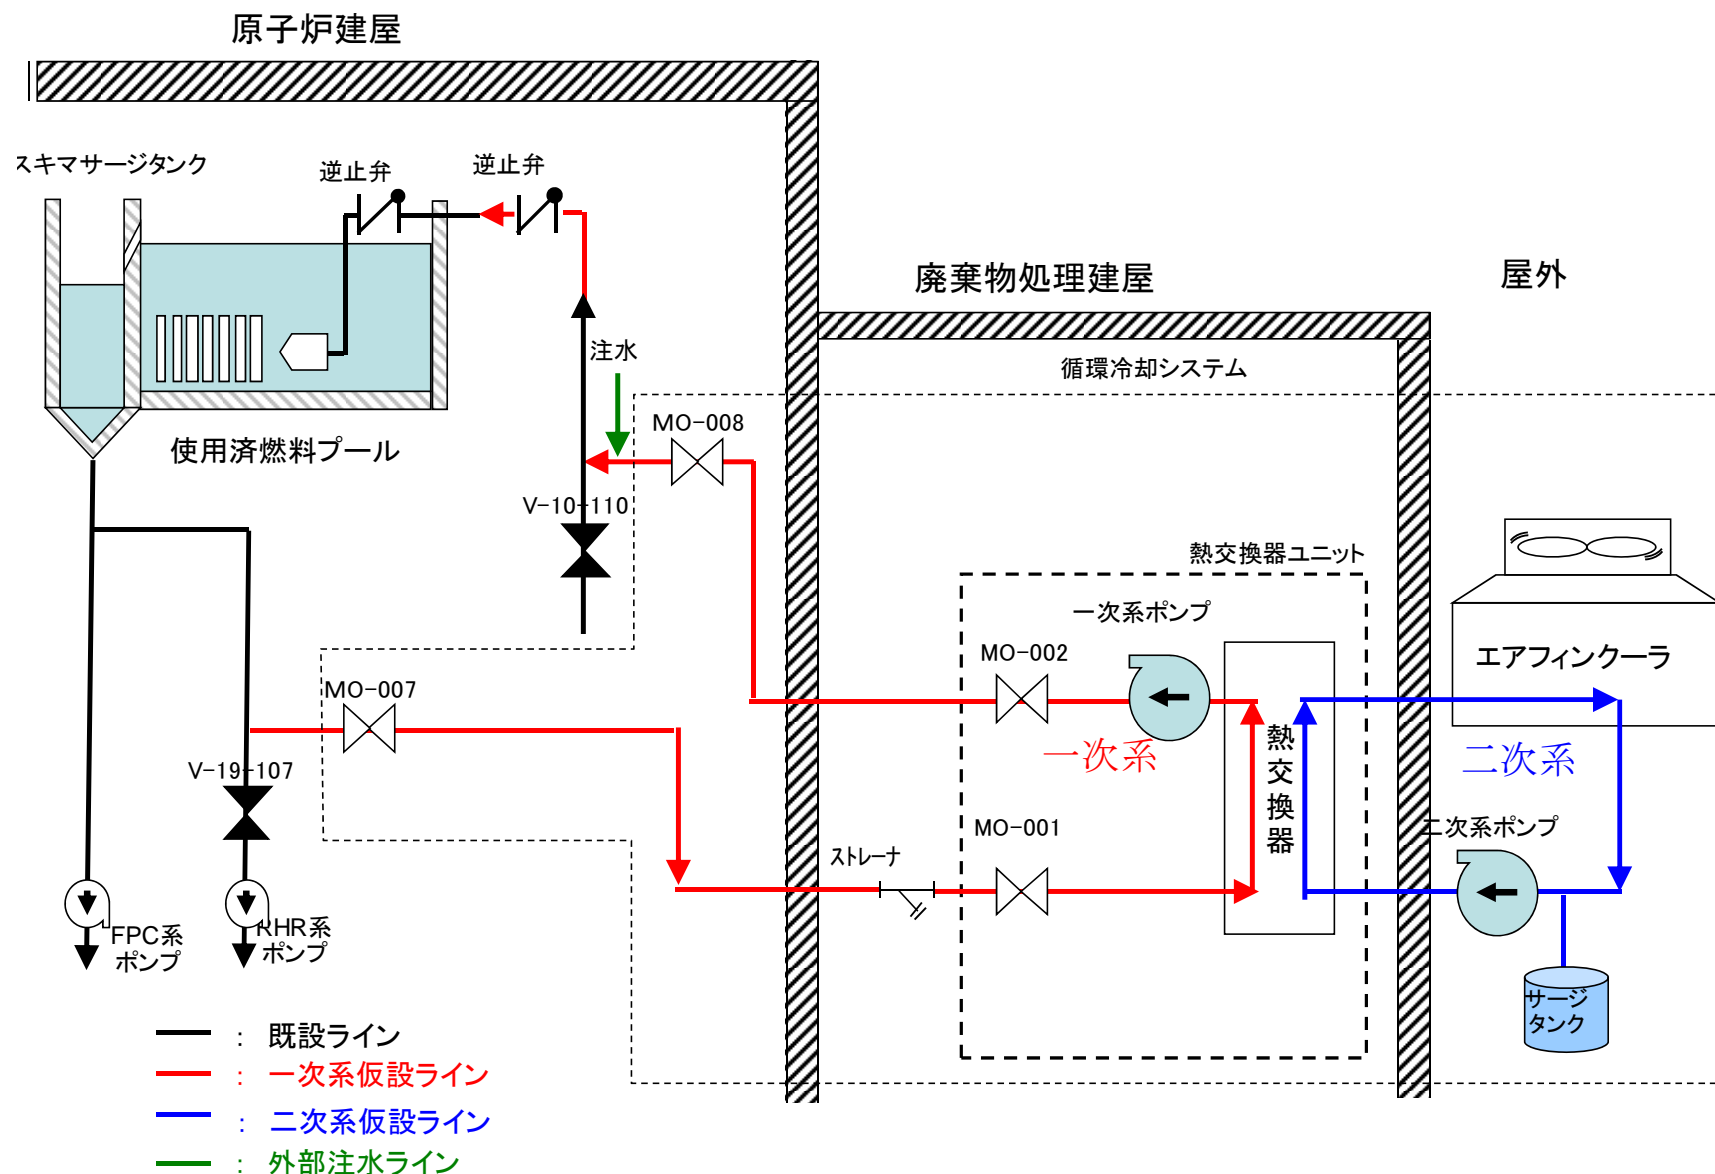 原子炉建屋
スキマサージタンク
逆止弁
逆止弁
廃棄物処理建屋
屋外
注水
循環冷却システム
MO-008
使用済燃料プール
V-10-110
熱交換器ユニット
一次系ポンプ
MO-002
エアフィンクーラ
MO-007
一次系
熱交換器
二次系
V-19-107
MO-001
二次系ポンプ
ストレーナ
FPC系
ポンプ
RHR系
ポンプ
サージ
タンク
: 既設ライン
: 一次系仮設ライン
: 二次系仮設ライン
: 外部注水ライン